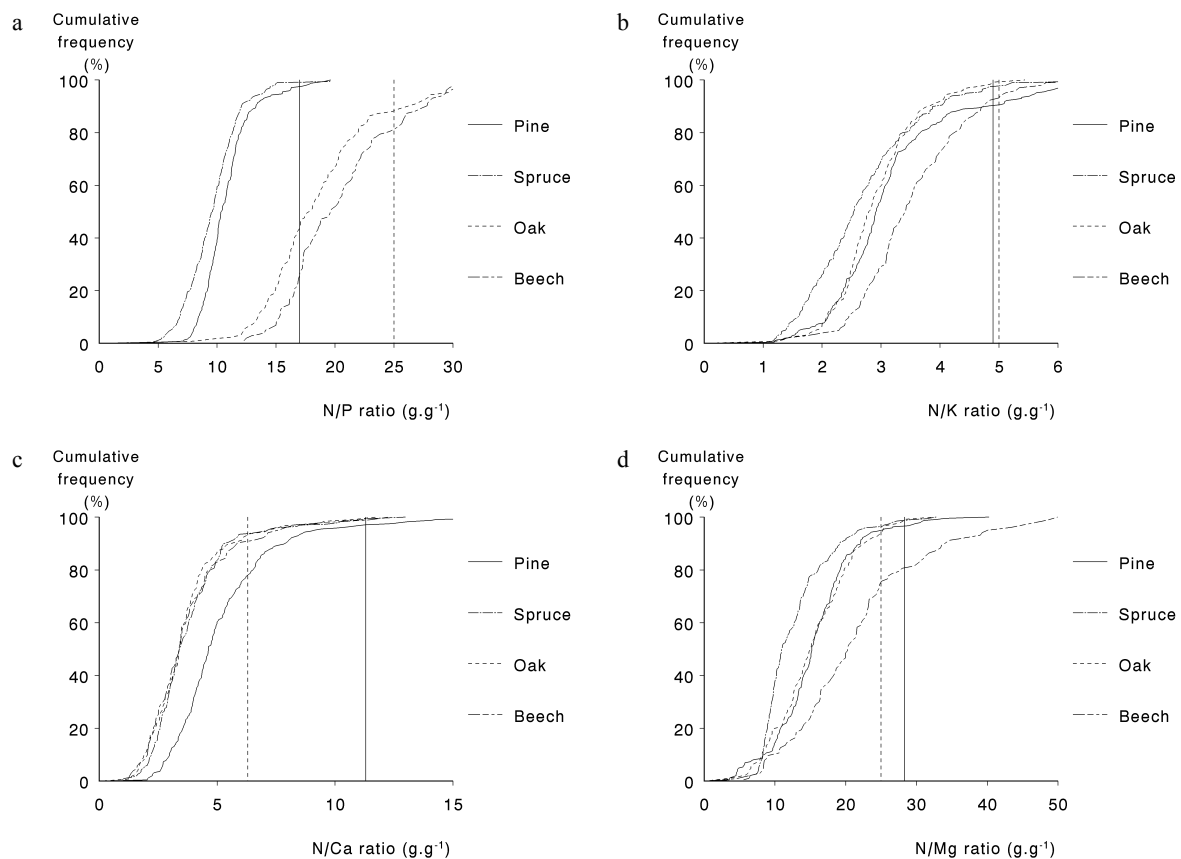 a
Cumulative
frequency
(%)
100
80
60
40
20
0
0 5 10 15 20 25 30
N/P ratio (g.g-1)
Pine
Spruce
Oak
Beech
b
Cumulative
frequency
(%)
100
80
60
40
20
0
0 1 2 3 4 5 6
N/K ratio (g.g-1)
Pine
Spruce
Oak
Beech
c
Cumulative
frequency
(%)
100
80
60
40
20
0
0 5 10 15
N/Ca ratio (g.g-1)
Pine
Spruce
Oak
Beech
d
Cumulative
frequency
(%)
100
80
60
40
20
0
0 10 20 30 40 50
N/Mg ratio (g.g-1)
Pine
Spruce
Oak
Beech